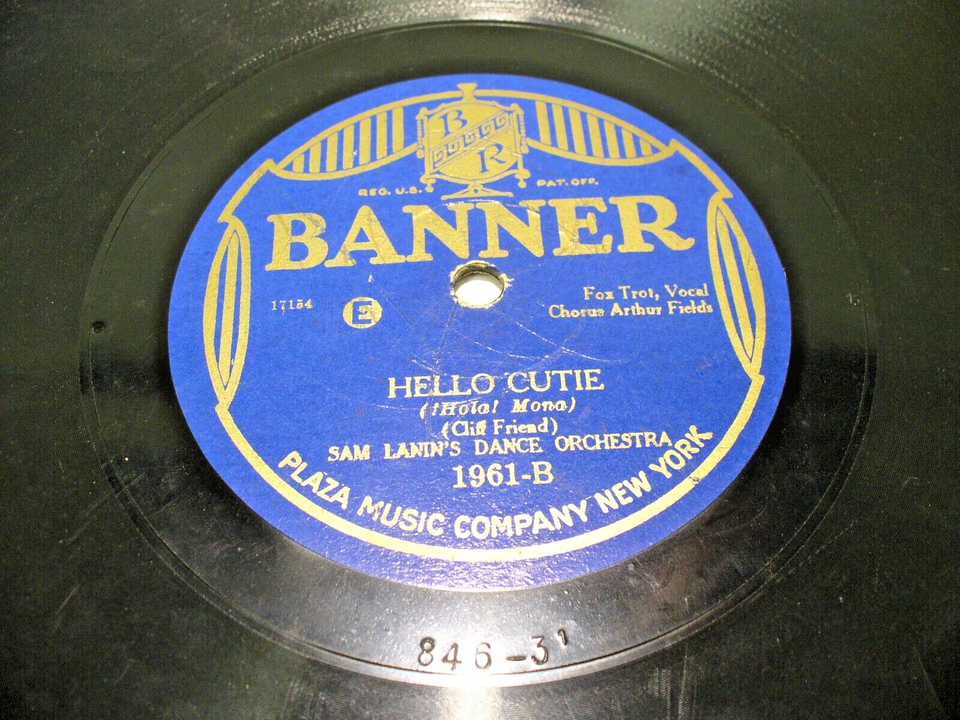 B
R
REG. U.S. PAT. OFF.
BANNER
17154 E
Fox Trot, Vocal
Chorus Arthur Fields
HELLO CUTIE
(!Hola! Mona)
(Cliff Friend)
SAM LANIN'S DANCE ORCHESTRA
1961-B
PLAZA MUSIC COMPANY NEW YORK
846-3¹